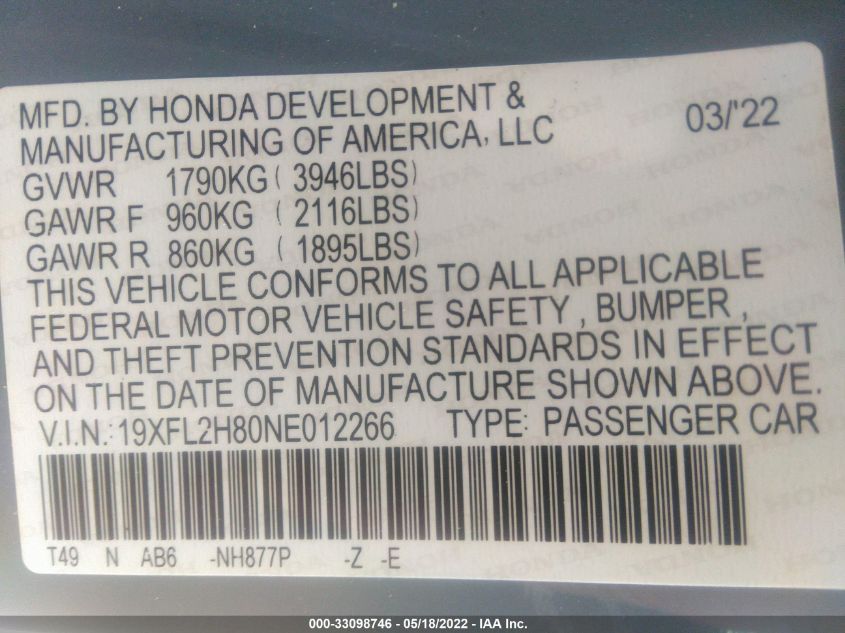 MFD. BY HONDA DEVELOPMENT &
MANUFACTURING OF AMERICA, LLC 03/'22
GVWR 1790KG ( 3946LBS)
GAWR F 960KG ( 2116LBS)
GAWR R 860KG ( 1895LBS)
THIS VEHICLE CONFORMS TO ALL APPLICABLE
FEDERAL MOTOR VEHICLE SAFETY , BUMPER ,
AND THEFT PREVENTION STANDARDS IN EFFECT
ON THE DATE OF MANUFACTURE SHOWN ABOVE.
V.I.N.: 19XFL2H80NE012266 TYPE: PASSENGER CAR
T49 N AB6 -NH877P -Z -E
000-33098746 / 05/18/2022 - IAA Inc.